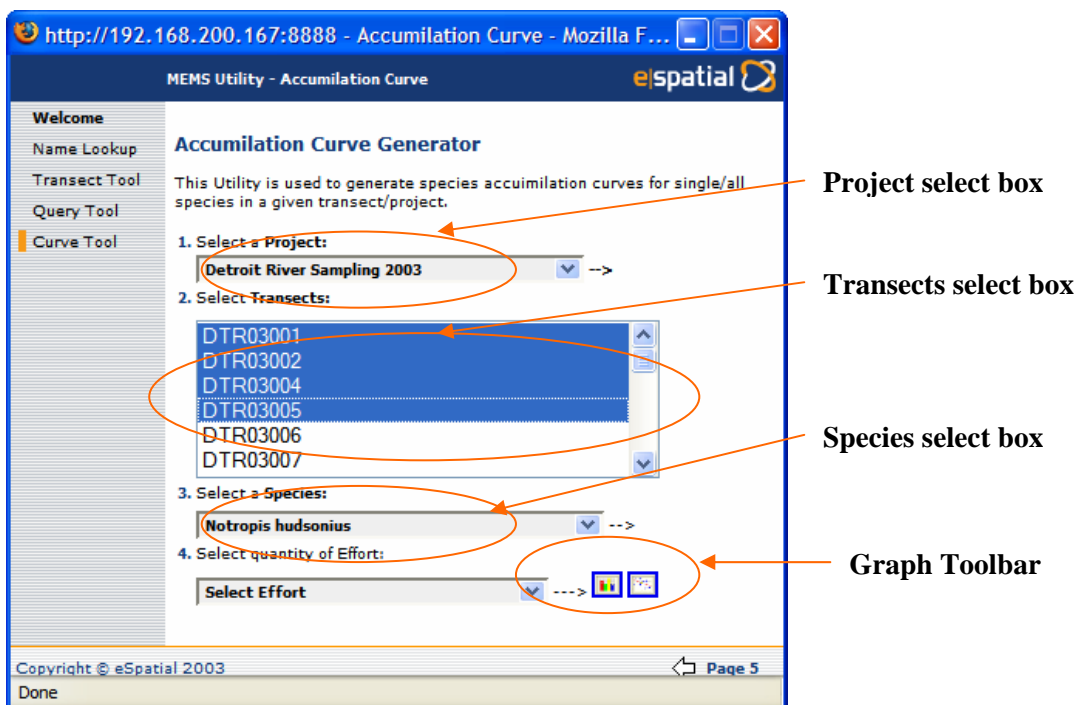 http://192.168.200.167:8888 - Accumilation Curve - Mozilla F...
MEMS Utility - Accumilation Curve
e|spatial
Welcome
Name Lookup
Transect Tool
Query Tool
Curve Tool
Accumilation Curve Generator
This Utility is used to generate species accuimilation curves for single/all
species in a given transect/project.
1. Select a Project:
Detroit River Sampling 2003 -->
2. Select Transects:
DTR03001
DTR03002
DTR03004
DTR03005
DTR03006
DTR03007
3. Select a Species:
Notropis hudsonius -->
4. Select quantity of Effort:
Select Effort --->
Copyright © eSpatial 2003
Page 5
Done
Project select box
Transects select box
Species select box
Graph Toolbar